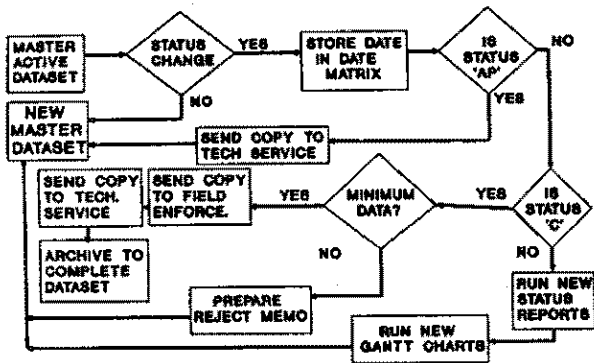 MASTER
ACTIVE
DATASET
STATUS
CHANGE
YES
STORE DATE
IN DATE
MATRIX
IS
STATUS
'AP'
NO
NO
YES
NEW
MASTER
DATASET
SEND COPY TO
TECH SERVICE
SEND COPY
TO TECH.
SERVICE
SEND COPY
TO FIELD
ENFORCE.
YES
MINIMUM
DATA?
YES
IS
STATUS
'C'
NO
NO
ARCHIVE TO
COMPLETE
DATASET
PREPARE
REJECT MEMO
RUN NEW
STATUS
REPORTS
RUN NEW
GANTT CHARTS